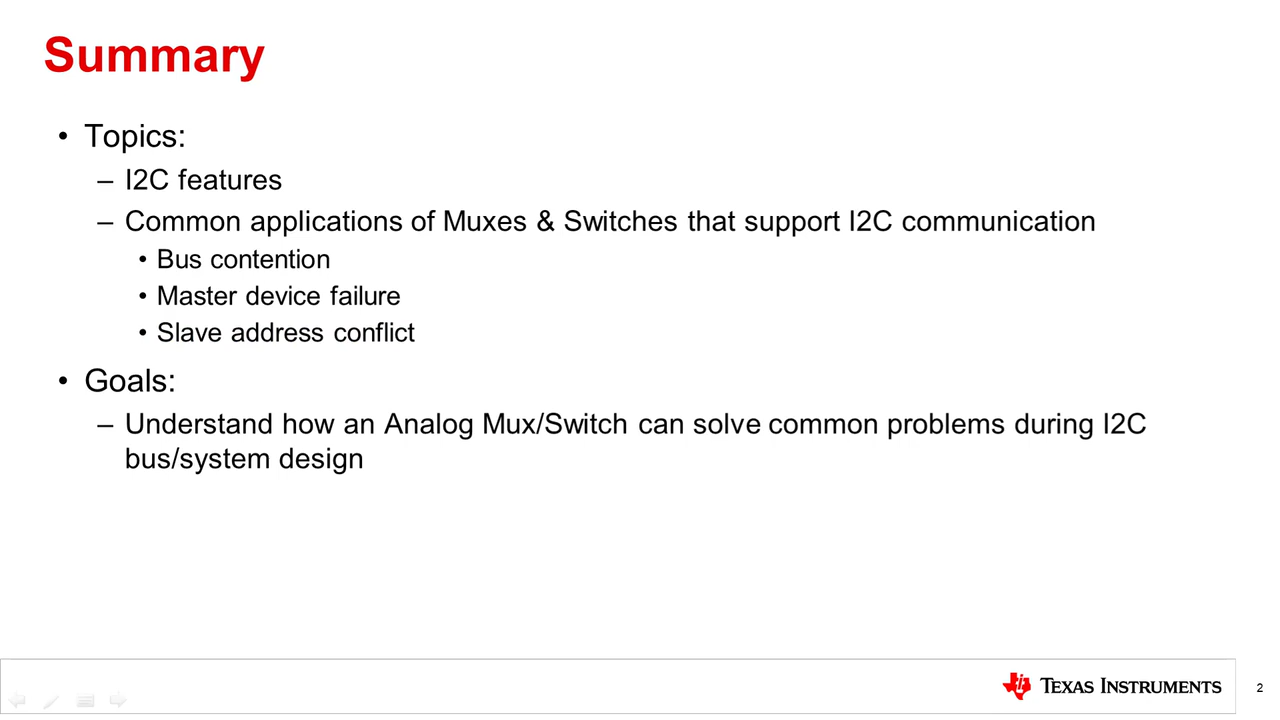 Summary
• Topics:
– I2C features
– Common applications of Muxes & Switches that support I2C communication
• Bus contention
• Master device failure
• Slave address conflict
• Goals:
– Understand how an Analog Mux/Switch can solve common problems during I2C
bus/system design
TEXAS INSTRUMENTS
2